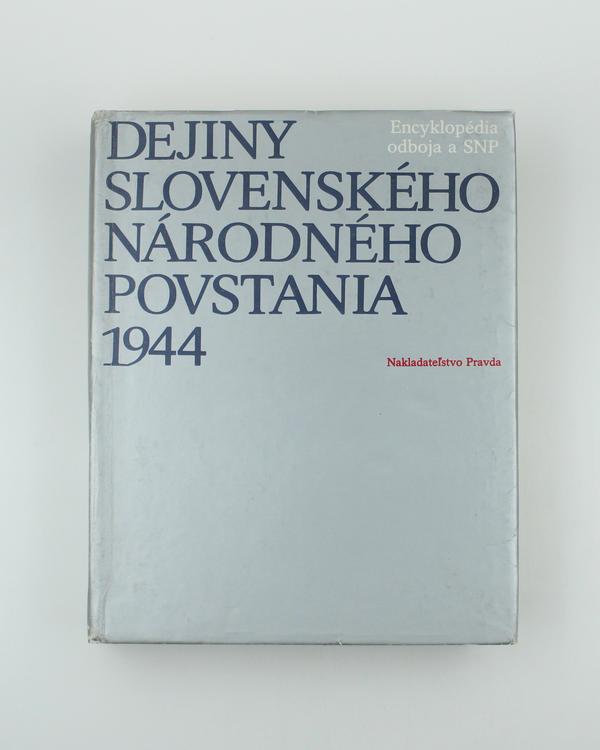 DEJINY
SLOVENSKÉHO
NÁRODNÉHO
POVSTANIA
1944
Encyklopédia
odboja a SNP
Nakladateľstvo Pravda